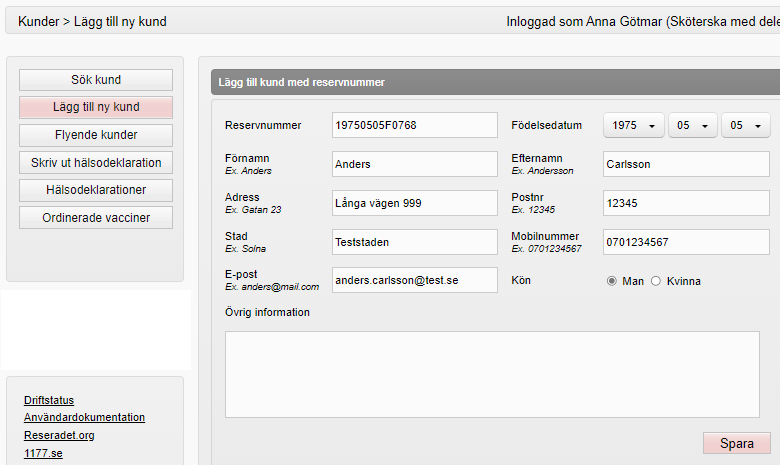 Kunder > Lägg till ny kund
Inloggad som Anna Götmar (Sköterska med dele
Sök kund
Lägg till ny kund
Flyende kunder
Skriv ut hälsodeklaration
Hälsodeklarationer
Ordinerade vacciner
Driftstatus
Användardokumentation
Reseradet.org
1177.se
Lägg till kund med reservnummer
Reservnummer 19750505F0768 Födelsedatum 1975 05 05
Förnamn Anders Efternamn Carlsson
Ex. Anders Ex. Andersson
Adress Långa vägen 999 Postnr 12345
Ex. Gatan 23 Ex. 12345
Stad Teststaden Mobilnummer 0701234567
Ex. Solna Ex. 0701234567
E-post anders.carlsson@test.se Kön Man Kvinna
Ex. anders@mail.com
Övrig information
Spara